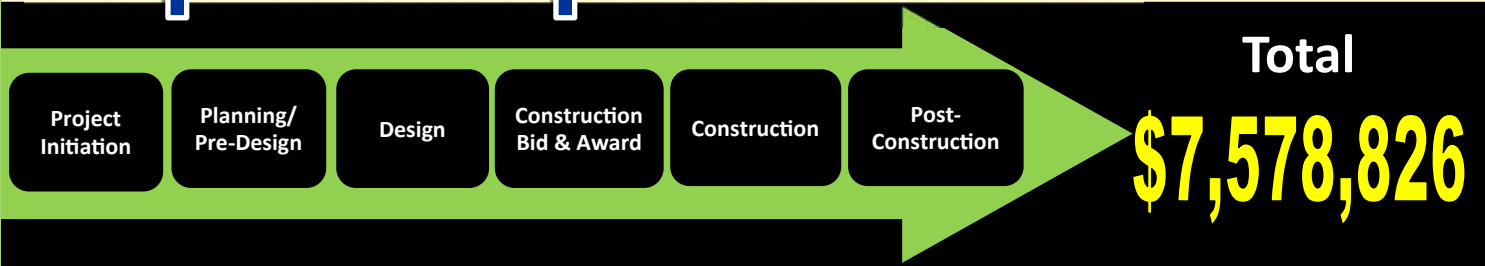 Project
Initiation
Planning/
Pre-Design
Design
Construction
Bid & Award
Construction
Post-
Construction
Total
$7,578,826